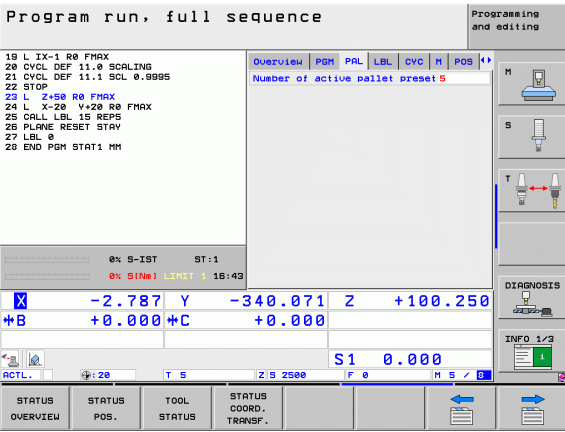 Program run, full sequence
Programming
and editing
19 L IX-1 R0 FMAX
20 CYCL DEF 11.0 SCALING
21 CYCL DEF 11.1 SCL 0.9995
22 STOP
23 L Z+50 R0 FMAX
24 L X-20 Y+20 R0 FMAX
25 CALL LBL 15 REP5
26 PLANE RESET STAY
27 LBL 0
28 END PGM STAT1 MM
Overview PGM PAL LBL CYC M POS
Number of active pallet preset 5
M
S
T
DIAGNOSIS
INFO 1/3
1
0% S-IST ST:1
0% S[Nm] LIMIT 1 16:43
X -2.787 Y -340.071 Z +100.250
B +0.000 C +0.000
S1 0.000
ACTL. : 20 T 5 Z S 2500 F 0 M 5 / 8
STATUS
OVERVIEW
STATUS
POS.
TOOL
STATUS
STATUS
COORD.
TRANSF.